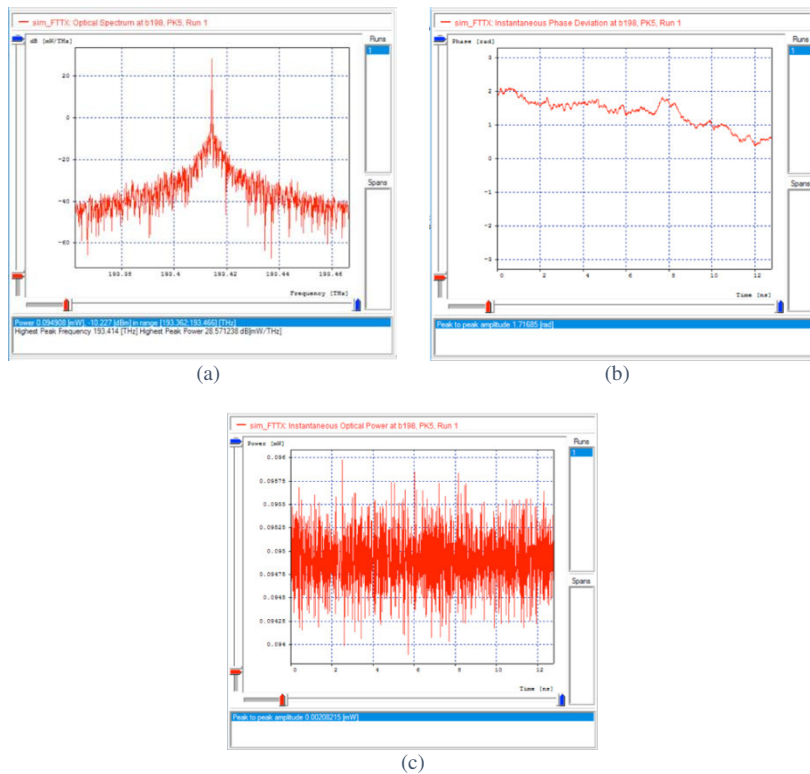 sim_FTTX: Optical Spectrum at b198, PK5, Run 1
dB [mW/THz]
20
0
-20
-40
-60
193.38
193.4
193.42
193.44
193.46
Frequency [THz]
Runs
1
Spans
Power 0.094908 [mW], -10.227 [dBm] in range [193.362;193.466] [THz]
Highest Peak Frequency 193.414 [THz] Highest Peak Power 28.571238 dB[mW/THz]
(a)
sim_FTTX: Instantaneous Phase Deviation at b198, PK5, Run 1
Phase [rad]
3
2
1
0
-1
-2
-3
0 2 4 6 8 10 12
Time [ns]
Runs
1
Spans
Peak to peak amplitude 1.71685 [rad]
(b)
sim_FTTX: Instantaneous Optical Power at b198, PK5, Run 1
Power [mW]
0.096
0.09575
0.0955
0.09525
0.095
0.09475
0.0945
0.09425
0.094
0 2 4 6 8 10 12
Time [ns]
Runs
1
Spans
Peak to peak amplitude 0.00208215 [mW]
(c)